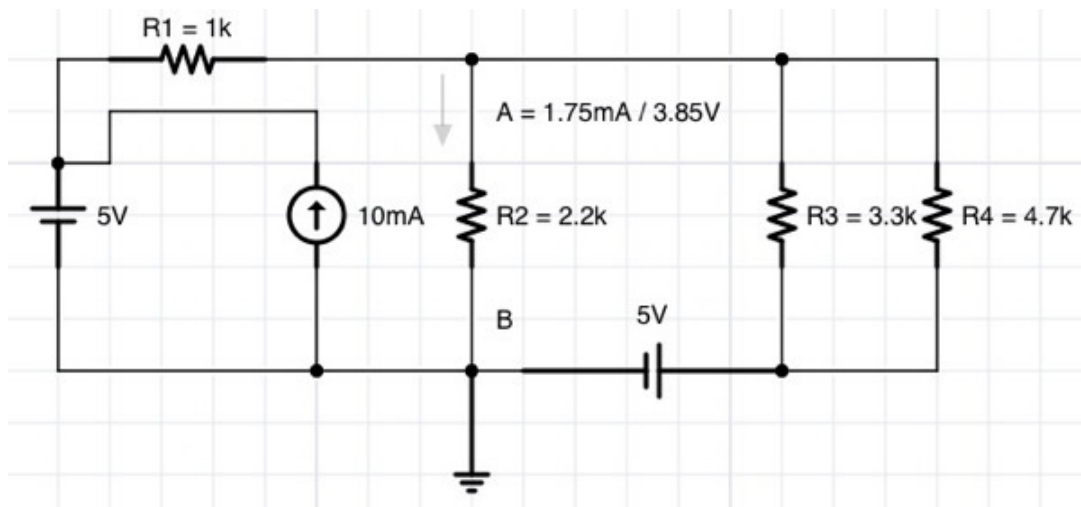 R1 = 1k
A = 1.75mA / 3.85V
5V
10mA
R2 = 2.2k
R3 = 3.3k
R4 = 4.7k
B
5V